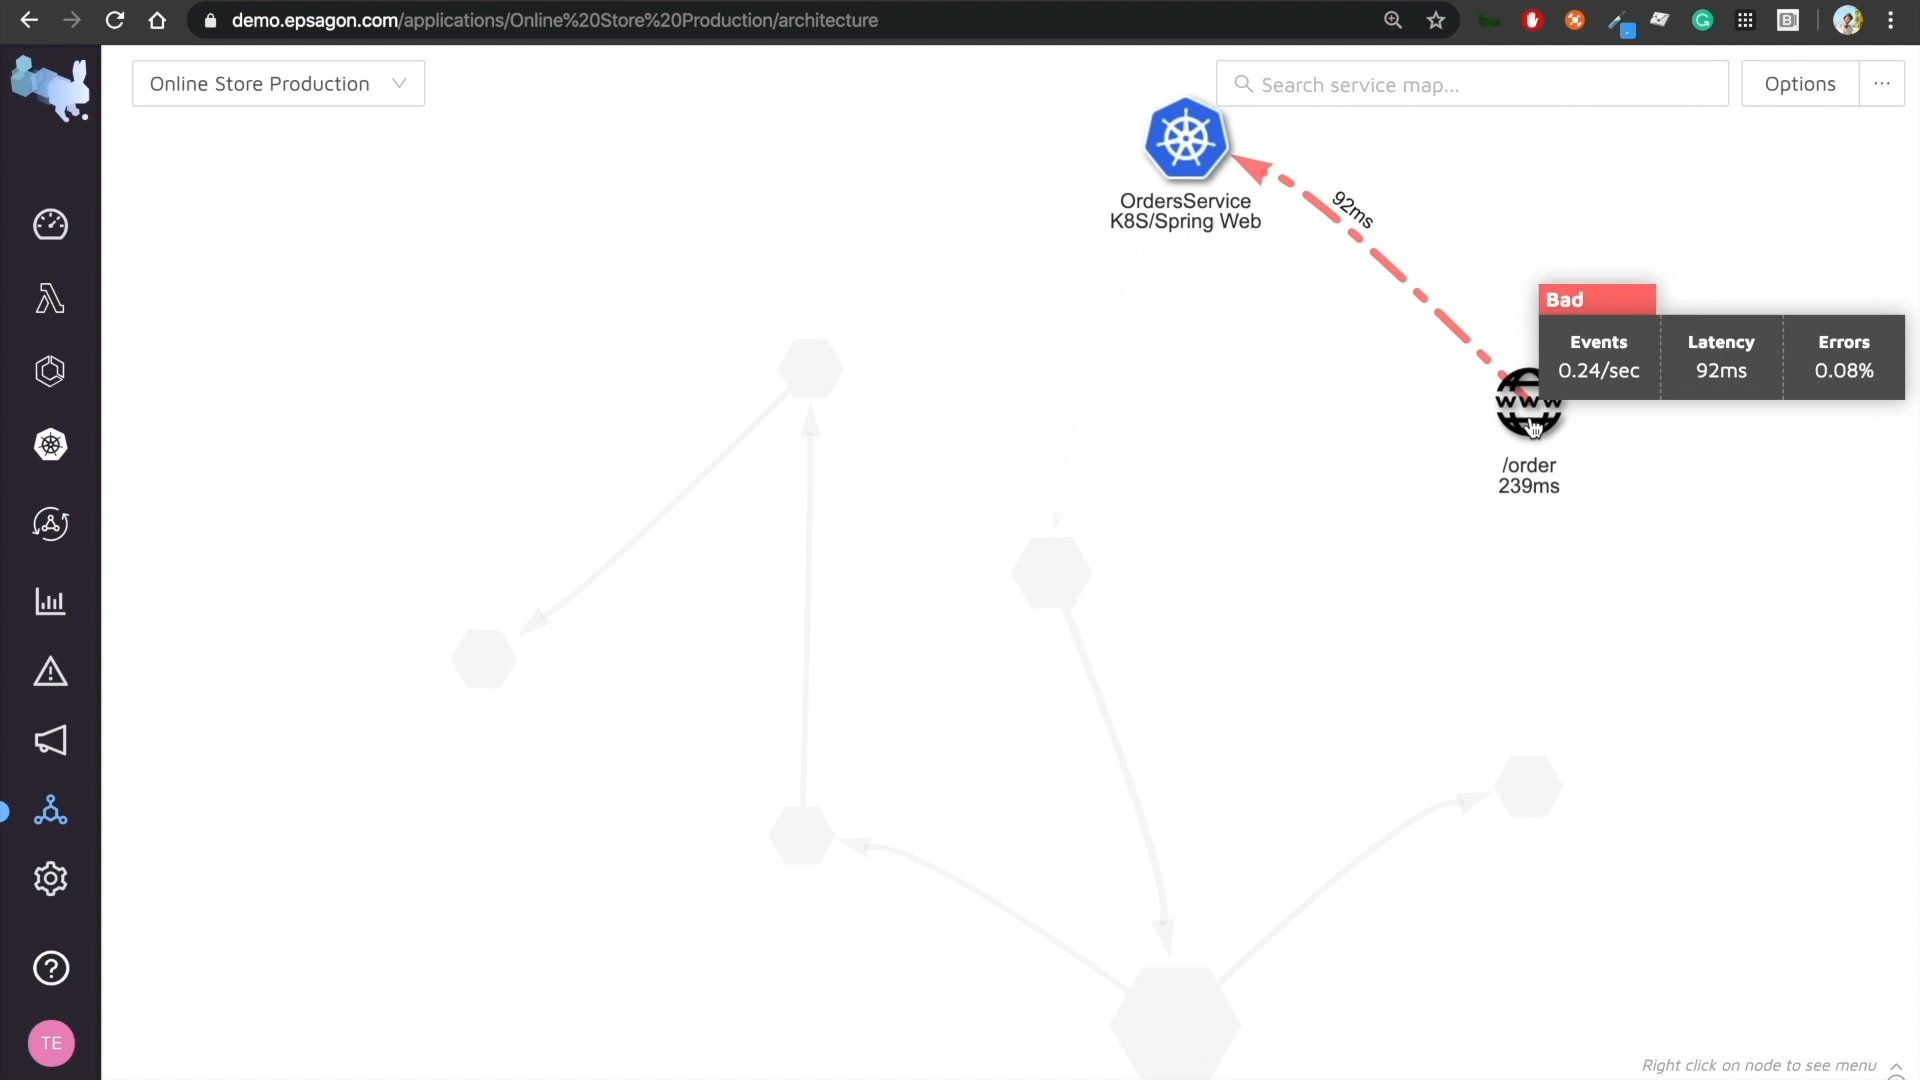 demo.epsagon.com/applications/Online%20Store%20Production/architecture
Online Store Production
Search service map...
Options
...
OrdersService
K8S/Spring Web
92ms
Bad
Events
Latency
Errors
0.24/sec
92ms
0.08%
www
/order
239ms
TE
Right click on node to see menu